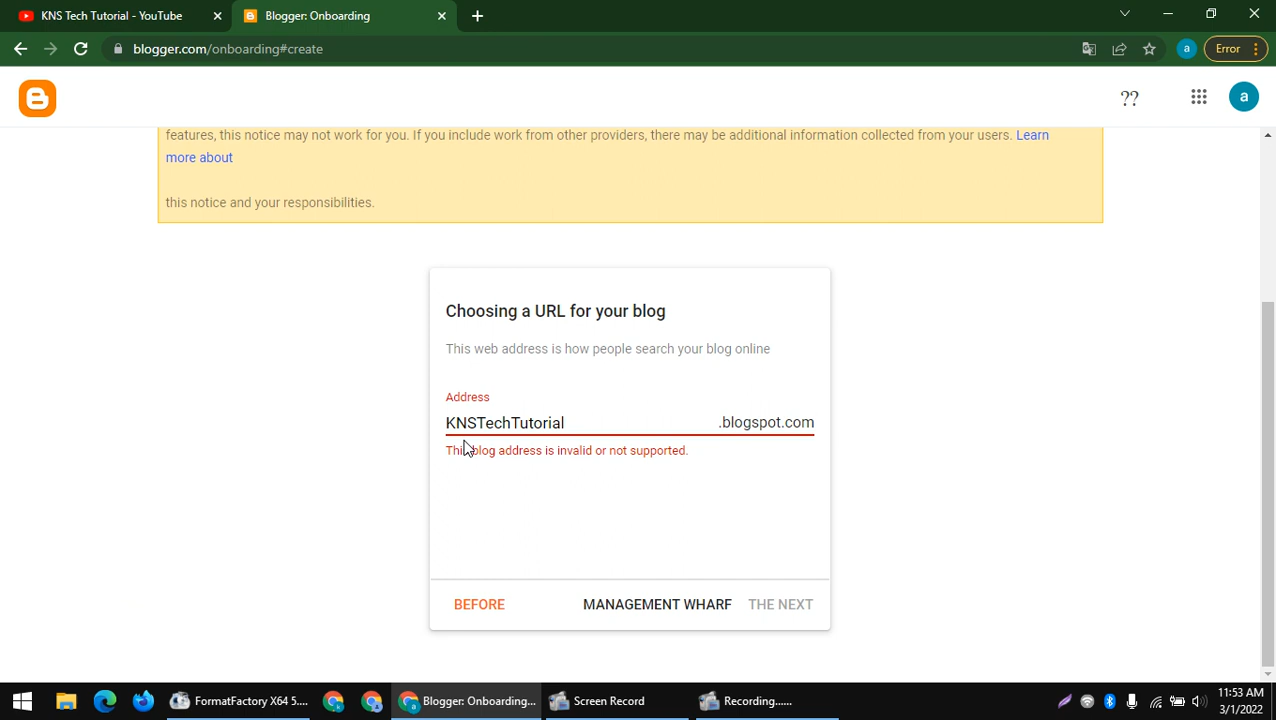 KNS Tech Tutorial - YouTube
Blogger: Onboarding
blogger.com/onboarding#create
a
Error
??
a
features, this notice may not work for you. If you include work from other providers, there may be additional information collected from your users. Learn
more about
this notice and your responsibilities.
Choosing a URL for your blog
This web address is how people search your blog online
Address
KNSTechTutorial
.blogspot.com
This blog address is invalid or not supported.
BEFORE
MANAGEMENT WHARF
THE NEXT
FormatFactory X64 5....
Blogger: Onboarding...
Screen Record
Recording......
11:53 AM
3/1/2022